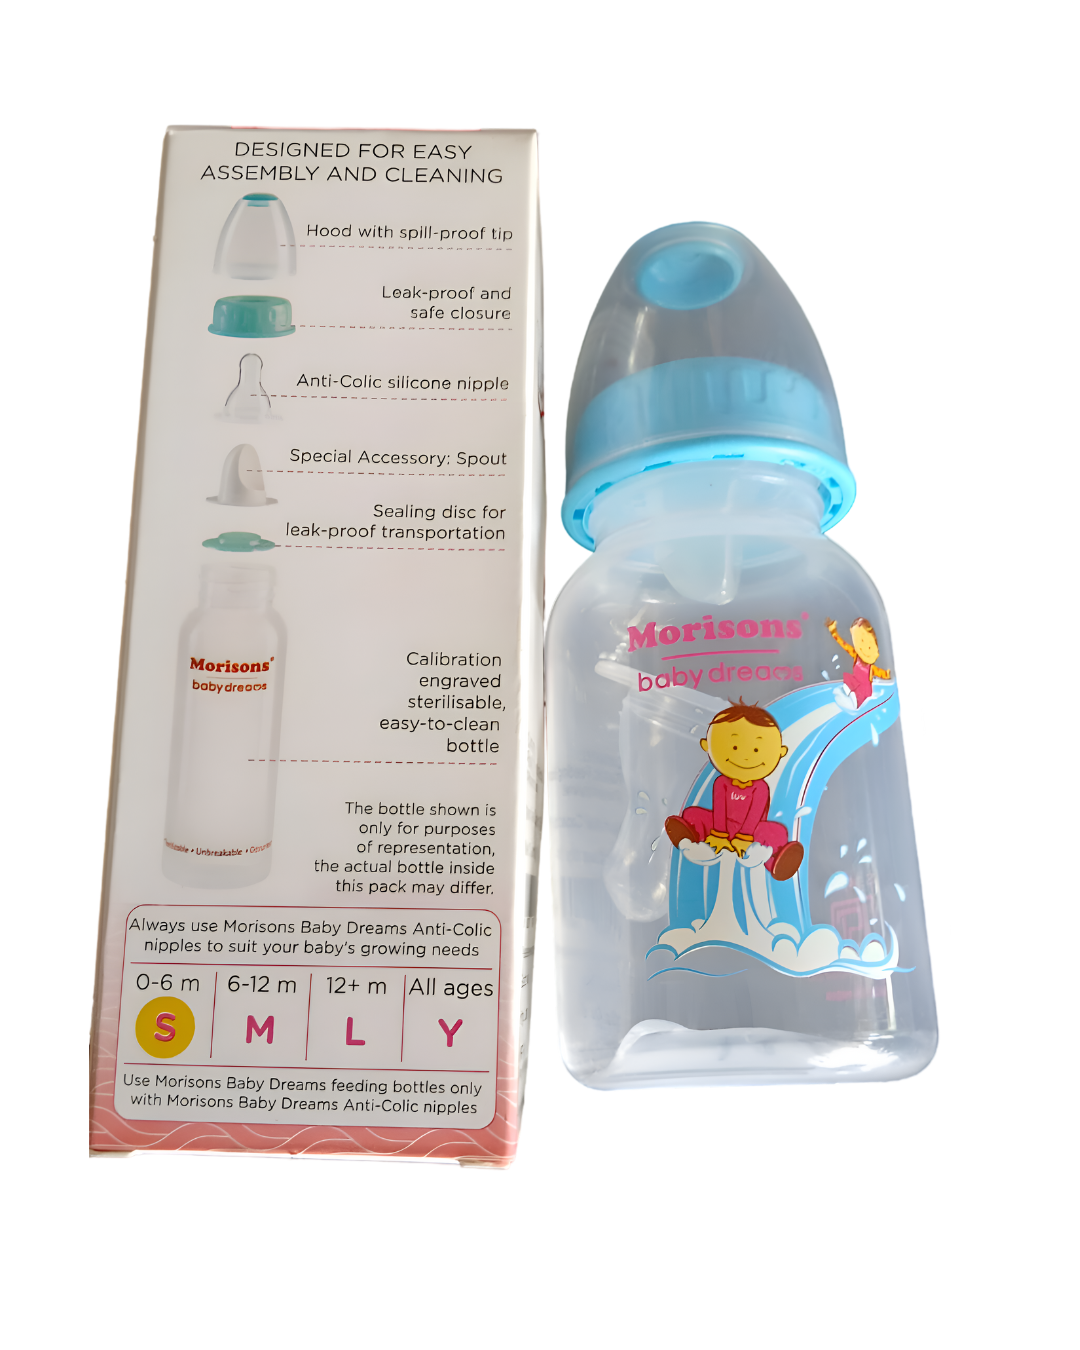 DESIGNED FOR EASY
ASSEMBLY AND CLEANING
Hood with spill-proof tip
Leak-proof and
safe closure
Anti-Colic silicone nipple
Special Accessory: Spout
Sealing disc for
leak-proof transportation
Morisons®
baby dreams
Calibration
engraved
sterilisable,
easy-to-clean
bottle
• Unbreakable •
The bottle shown is
only for purposes
of representation,
the actual bottle inside
this pack may differ.
Always use Morisons Baby Dreams Anti-Colic
nipples to suit your baby's growing needs
0-6 m 6-12 m 12+ m All ages
S M L Y
Use Morisons Baby Dreams feeding bottles only
with Morisons Baby Dreams Anti-Colic nipples
Morisons®
baby dreams
luv